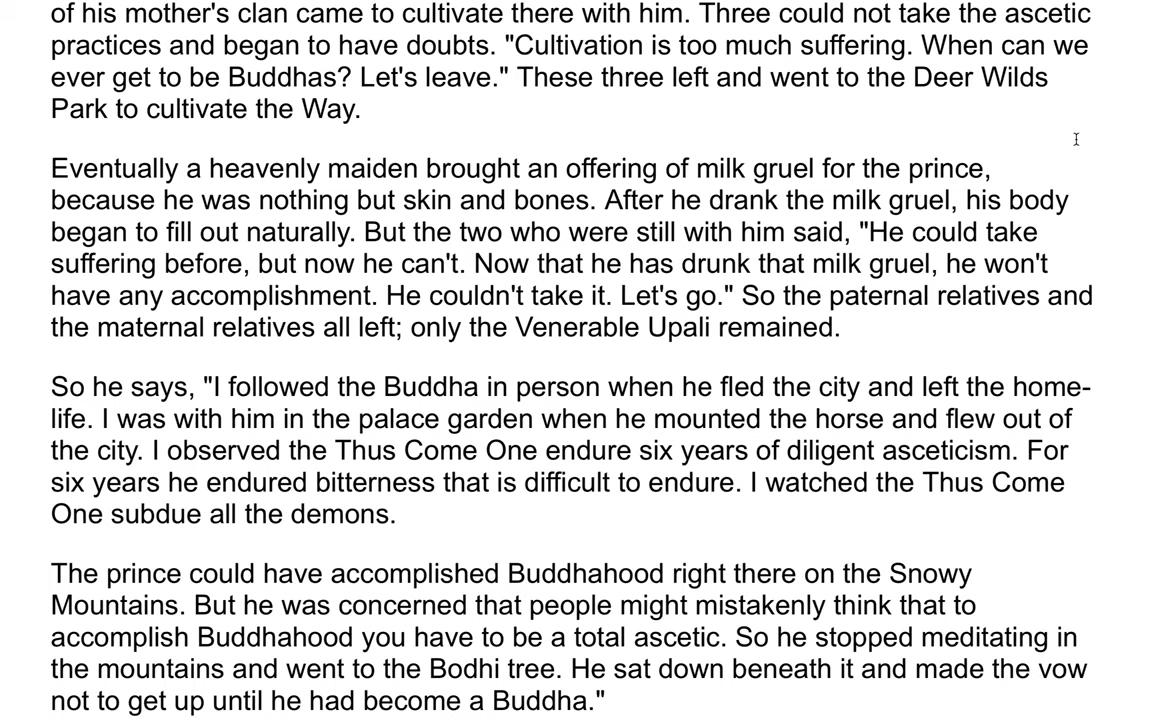 of his mother's clan came to cultivate there with him. Three could not take the ascetic
practices and began to have doubts. "Cultivation is too much suffering. When can we
ever get to be Buddhas? Let's leave." These three left and went to the Deer Wilds
Park to cultivate the Way.
Eventually a heavenly maiden brought an offering of milk gruel for the prince,
because he was nothing but skin and bones. After he drank the milk gruel, his body
began to fill out naturally. But the two who were still with him said, "He could take
suffering before, but now he can't. Now that he has drunk that milk gruel, he won't
have any accomplishment. He couldn't take it. Let's go." So the paternal relatives and
the maternal relatives all left; only the Venerable Upali remained.
So he says, "I followed the Buddha in person when he fled the city and left the home-
life. I was with him in the palace garden when he mounted the horse and flew out of
the city. I observed the Thus Come One endure six years of diligent asceticism. For
six years he endured bitterness that is difficult to endure. I watched the Thus Come
One subdue all the demons.
The prince could have accomplished Buddhahood right there on the Snowy
Mountains. But he was concerned that people might mistakenly think that to
accomplish Buddhahood you have to be a total ascetic. So he stopped meditating in
the mountains and went to the Bodhi tree. He sat down beneath it and made the vow
not to get up until he had become a Buddha."